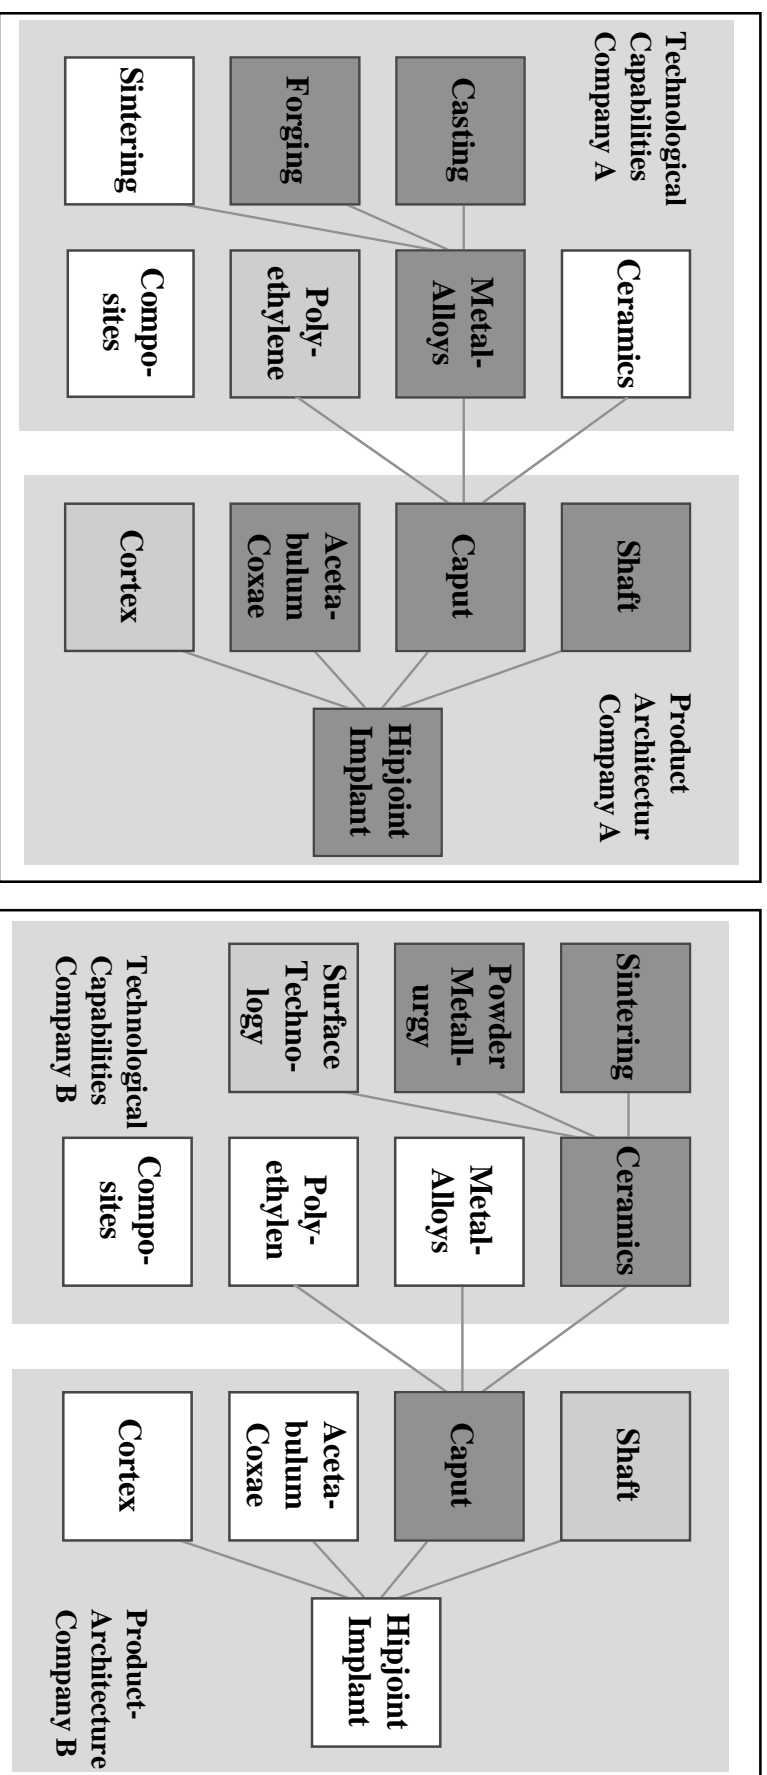 Technological
Capabilities
Company A
Casting
Forging
Sintering
Ceramics
Metal-
Alloys
Poly-
ethylene
Compo-
sites
Shaft
Caput
Aceta-
bulum
Coxae
Cortex
Product
Architectur
Company A
Hipjoint
Implant
Sintering
Powder
Metall-
urgy
Surface
Techno-
logy
Technological
Capabilities
Company B
Ceramics
Metal-
Alloys
Poly-
ethylen
Compo-
sites
Shaft
Caput
Aceta-
bulum
Coxae
Cortex
Hipjoint
Implant
Product-
Architecture
Company B